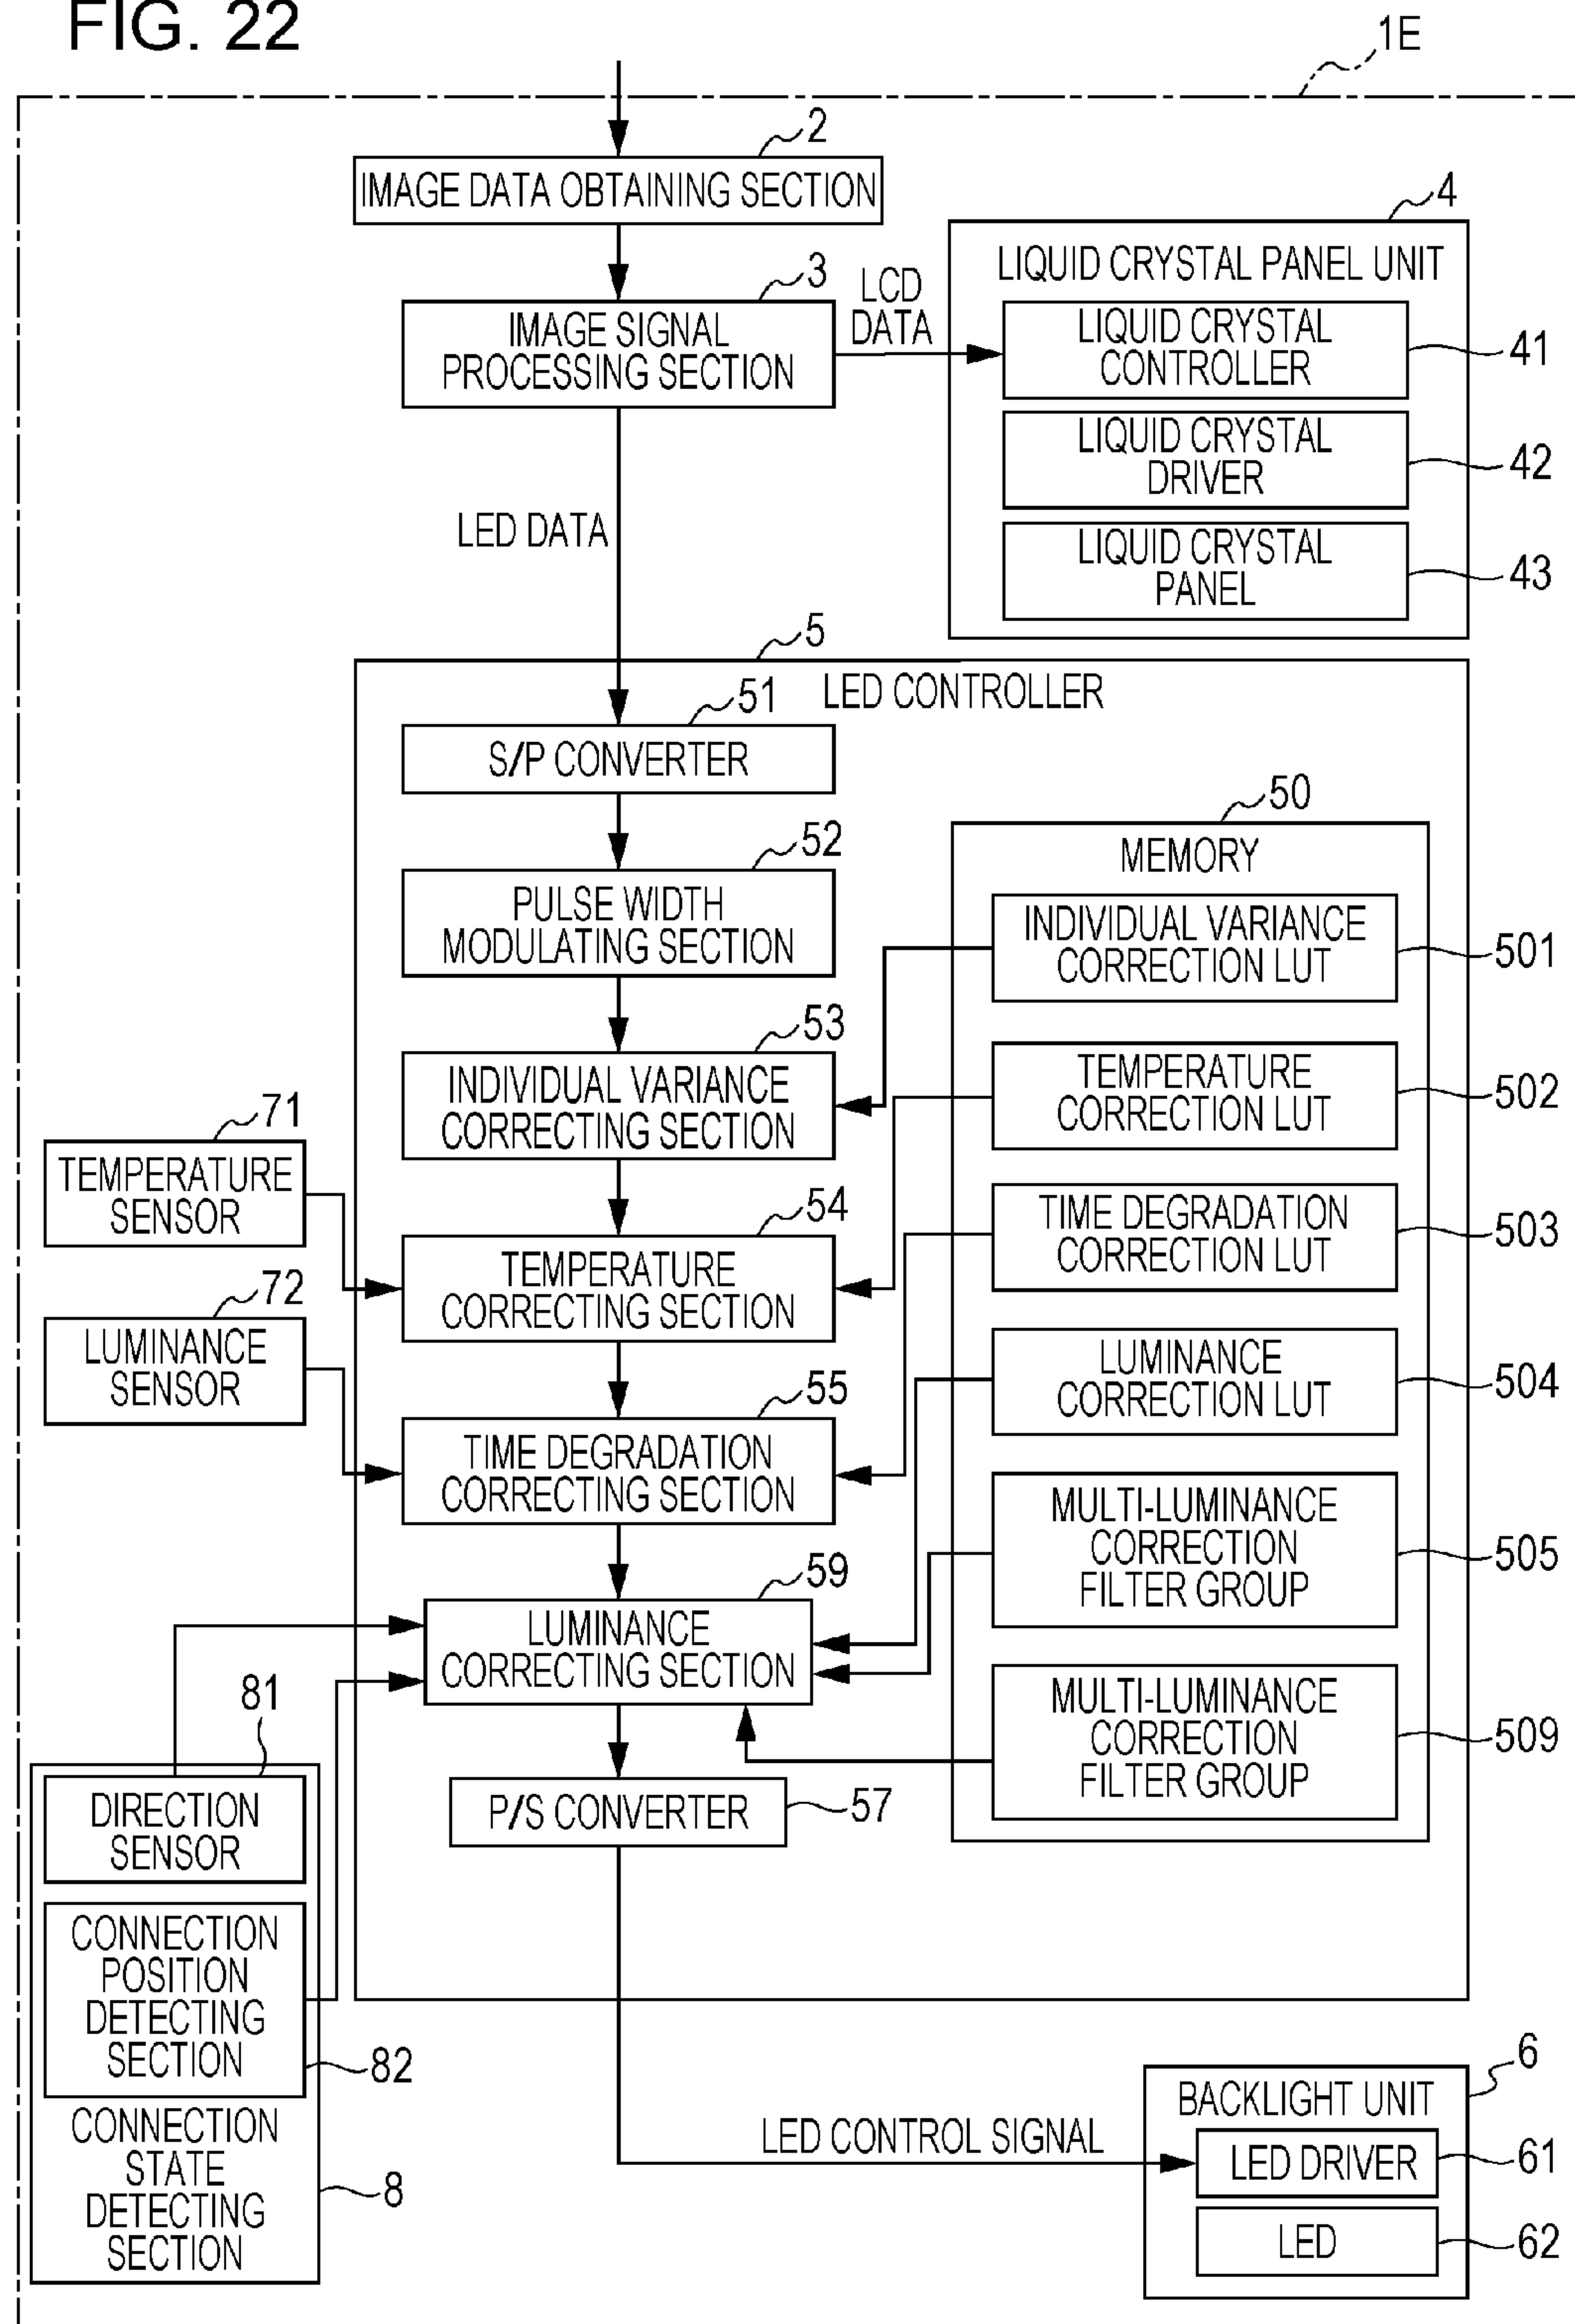 FIG. 22
1E
2
IMAGE DATA OBTAINING SECTION
3
IMAGE SIGNAL
PROCESSING SECTION
LCD
DATA
4
LIQUID CRYSTAL PANEL UNIT
LIQUID CRYSTAL
CONTROLLER
41
LIQUID CRYSTAL
DRIVER
42
LIQUID CRYSTAL
PANEL
43
LED DATA
5
LED CONTROLLER
51
S/P CONVERTER
52
PULSE WIDTH
MODULATING SECTION
53
INDIVIDUAL VARIANCE
CORRECTING SECTION
54
TEMPERATURE
CORRECTING SECTION
55
TIME DEGRADATION
CORRECTING SECTION
59
LUMINANCE
CORRECTING SECTION
P/S CONVERTER
57
50
MEMORY
INDIVIDUAL VARIANCE
CORRECTION LUT
501
TEMPERATURE
CORRECTION LUT
502
TIME DEGRADATION
CORRECTION LUT
503
LUMINANCE
CORRECTION LUT
504
MULTI-LUMINANCE
CORRECTION
FILTER GROUP
505
MULTI-LUMINANCE
CORRECTION
FILTER GROUP
509
71
TEMPERATURE
SENSOR
72
LUMINANCE
SENSOR
81
DIRECTION
SENSOR
CONNECTION
POSITION
DETECTING
SECTION
82
CONNECTION
STATE
DETECTING
SECTION
8
LED CONTROL SIGNAL
6
BACKLIGHT UNIT
LED DRIVER
61
LED
62